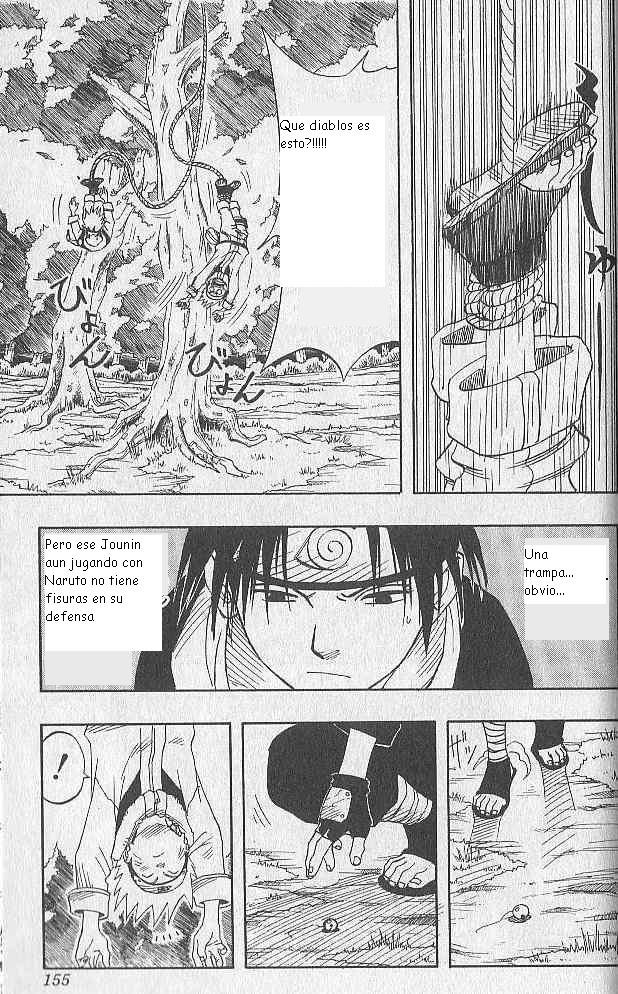 ゅ
Que diablos es
esto?!!!!!
びょん
びょん
Una
trampa...
obvio...
Pero ese Jounin
aun jugando con
Naruto no tiene
fisuras en su
defensa
!
155